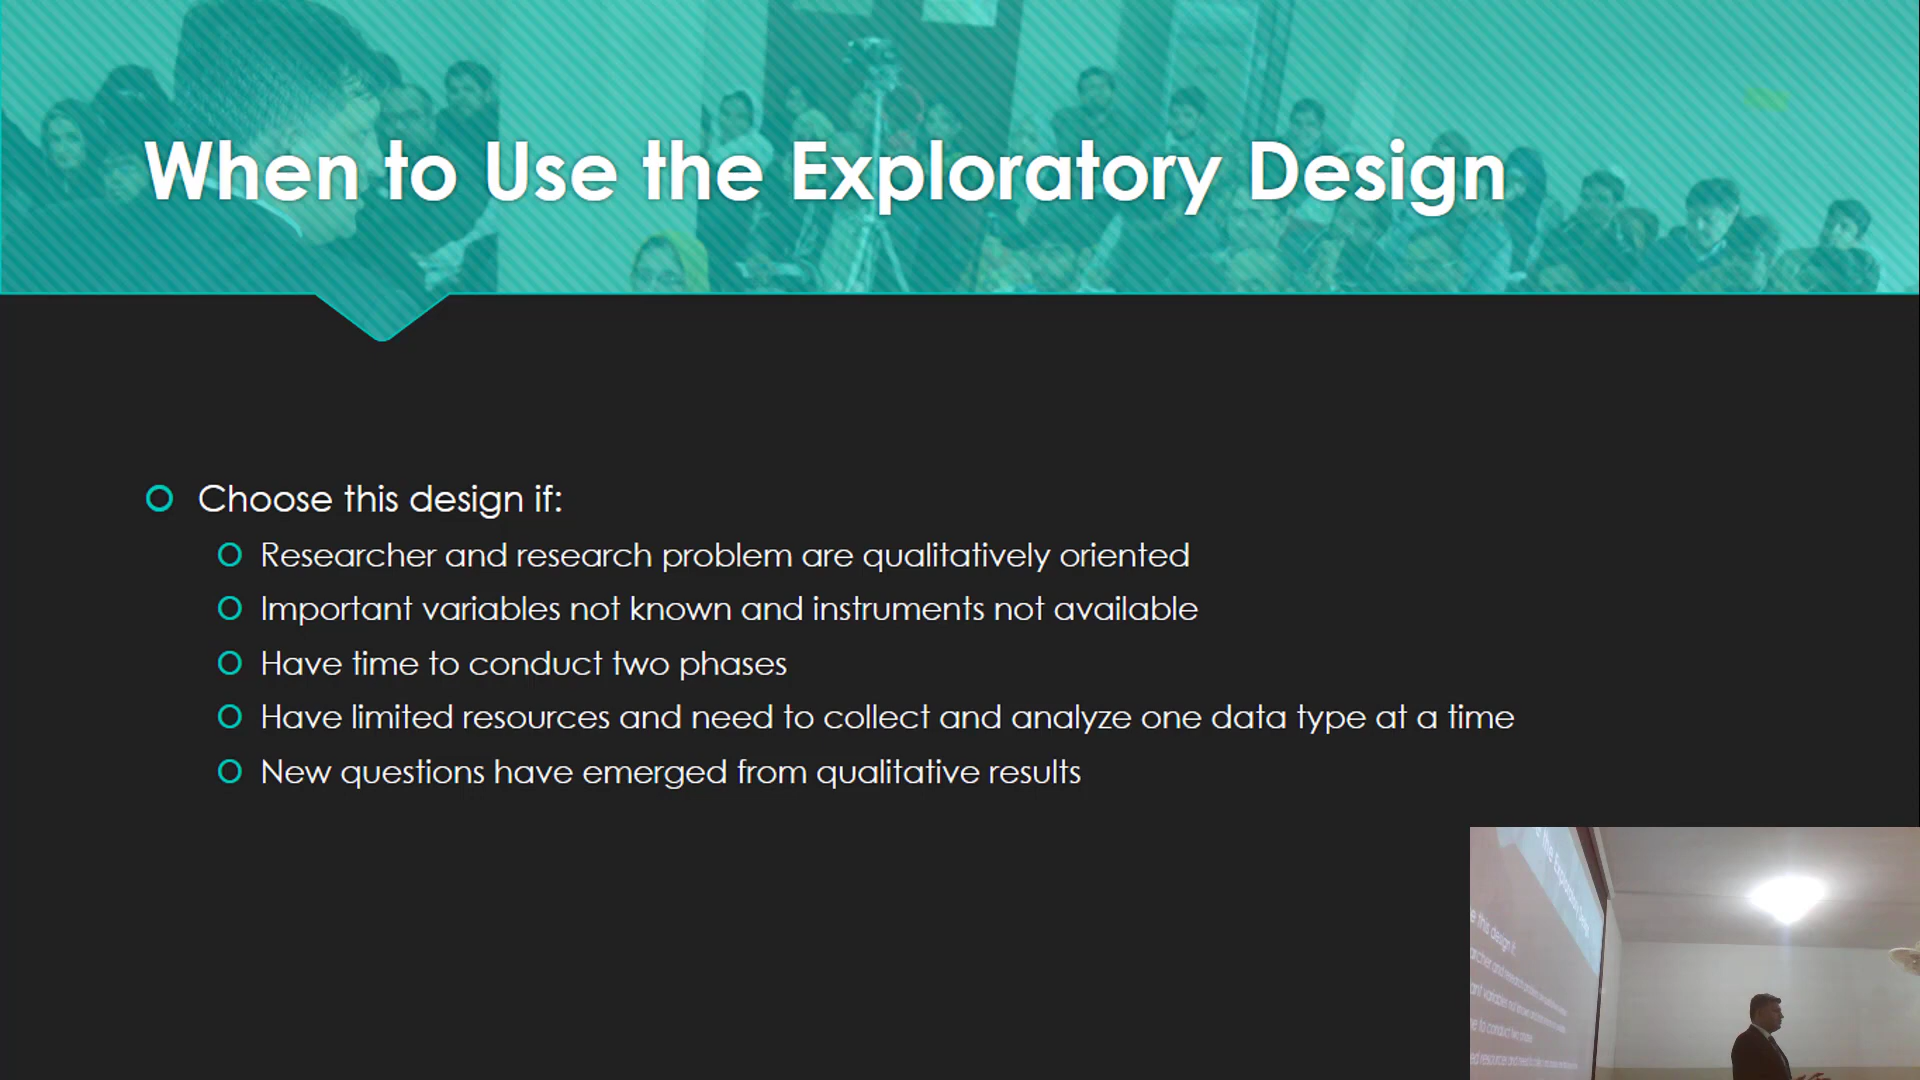 When to Use the Exploratory Design
Choose this design if:
Researcher and research problem are qualitatively oriented
Important variables not known and instruments not available
Have time to conduct two phases
Have limited resources and need to collect and analyze one data type at a time
New questions have emerged from qualitative results